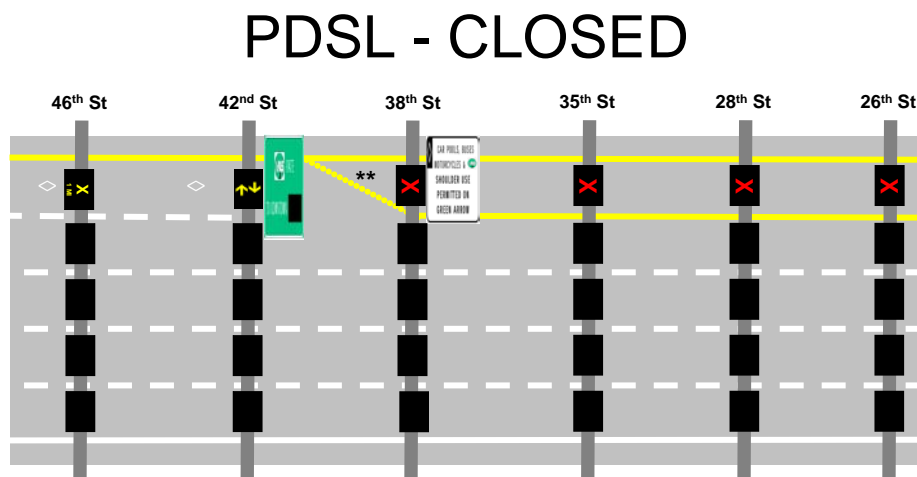 PDSL - CLOSED
46th St 42nd St 38th St 35th St 28th St 26th St
X X X X X
**
CAR POOLS, BUSES
MOTORCYCLES &
SHOULDER USE
PERMITTED ON
GREEN ARROW